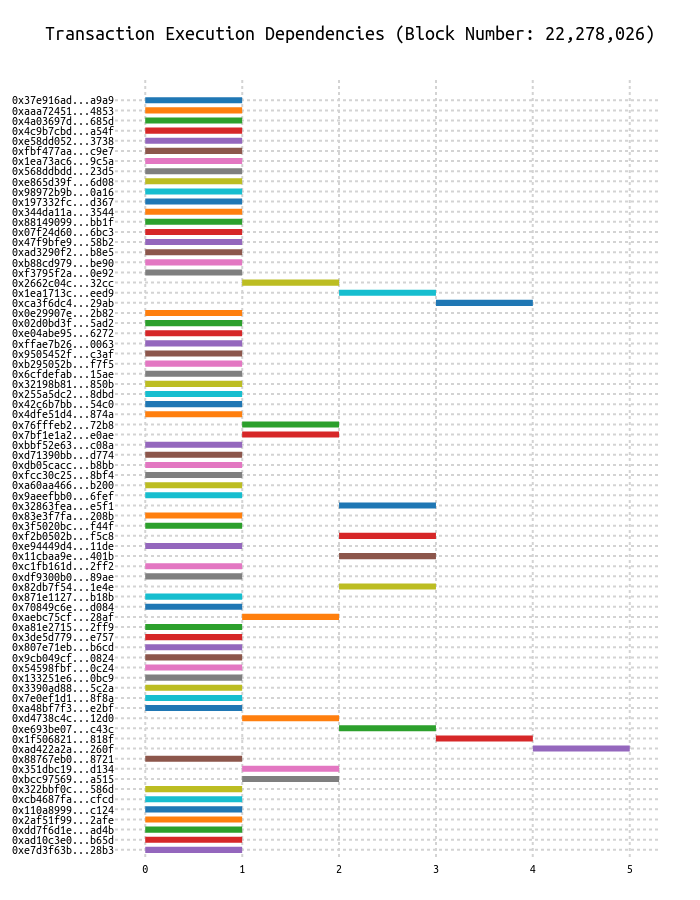 Transaction Execution Dependencies (Block Number: 22,278,026)
0x37e916ad...a9a9
0xaaa72451...4853
0x4a03697d...685d
0x4c9b7cbd...a54f
0xe58dd052...3738
0xfbf477aa...c9e7
0x1ea73ac6...9c5a
0x568ddbdd...23d5
0xe865d39f...6d08
0x98972b9b...0a16
0x197332fc...d367
0x344da11a...3544
0x88149099...bb1f
0x07f24d60...6bc3
0x47f9bfe9...58b2
0xad3290f2...b8e5
0xb88cd979...be90
0xf3795f2a...0e92
0x2662c04c...32cc
0x1ea1713c...eed9
0xca3f6dc4...29ab
0x0e29907e...2b82
0x02d0bd3f...5ad2
0xe04abe95...6272
0xffae7b26...0063
0x9505452f...c3af
0xb295052b...f7f5
0x6cfdefab...15ae
0x32198b81...850b
0x255a5dc2...8dbd
0x42c6b7bb...54c0
0x4dfe51d4...874a
0x76fffeb2...72b8
0x7bf1e1a2...e0ae
0xbbf52e63...c08a
0xd71390bb...d774
0xdb05cacc...b8bb
0xfcc30c25...8bf4
0xa60aa466...b200
0x9aeefbb0...6fef
0x32863fea...e5f1
0x83e3f7fa...208b
0x3f5020bc...f44f
0xf2b0502b...f5c8
0xe94449d4...11de
0x11cbaa9e...401b
0xc1fb161d...2ff2
0xdf9300b0...89ae
0x82db7f54...1e4e
0x871e1127...b18b
0x70849c6e...d084
0xaebc75cf...28af
0xa81e2715...2ff9
0x3de5d779...e757
0x807e71eb...b6cd
0x9cb049cf...0824
0x54598fbf...0c24
0x133251e6...0bc9
0x3390ad88...5c2a
0x7e0ef1d1...8f8a
0xa48bf7f3...e2bf
0xd4738c4c...12d0
0xe693be07...c43c
0x1f506821...818f
0xad422a2a...260f
0x88767eb0...8721
0x351dbc19...d134
0xbcc97569...a515
0x322bbf0c...586d
0xcb4687fa...cfcd
0x110a8999...c124
0x2af51f99...2afe
0xdd7f6d1e...ad4b
0xad10c3e0...b65d
0xe7d3f63b...28b3
0 1 2 3 4 5